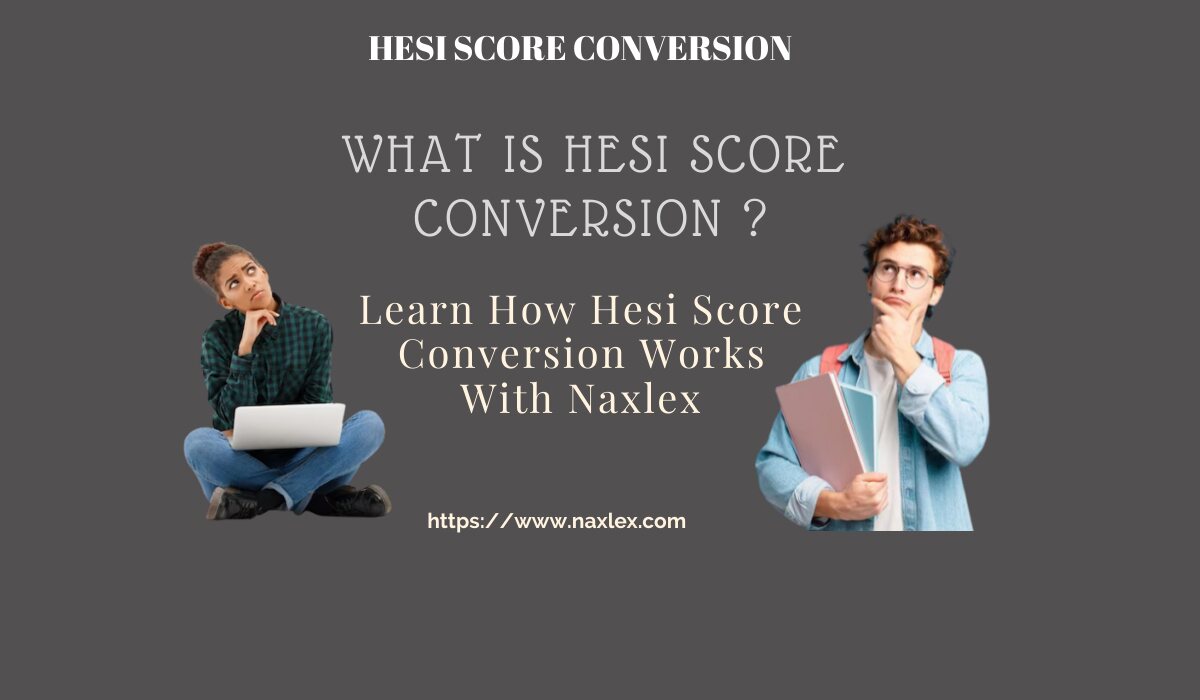 HESI SCORE CONVERSION
WHAT IS HESI SCORE
CONVERSION ?
Learn How Hesi Score
Conversion Works
With Naxlex
https://www.naxlex.com